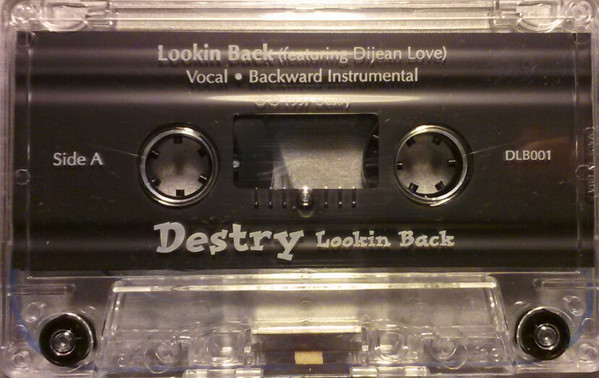 Lookin Back (featuring Dijean Love)
Vocal • Backward Instrumental
Side A
DLB001
Destry Lookin Back